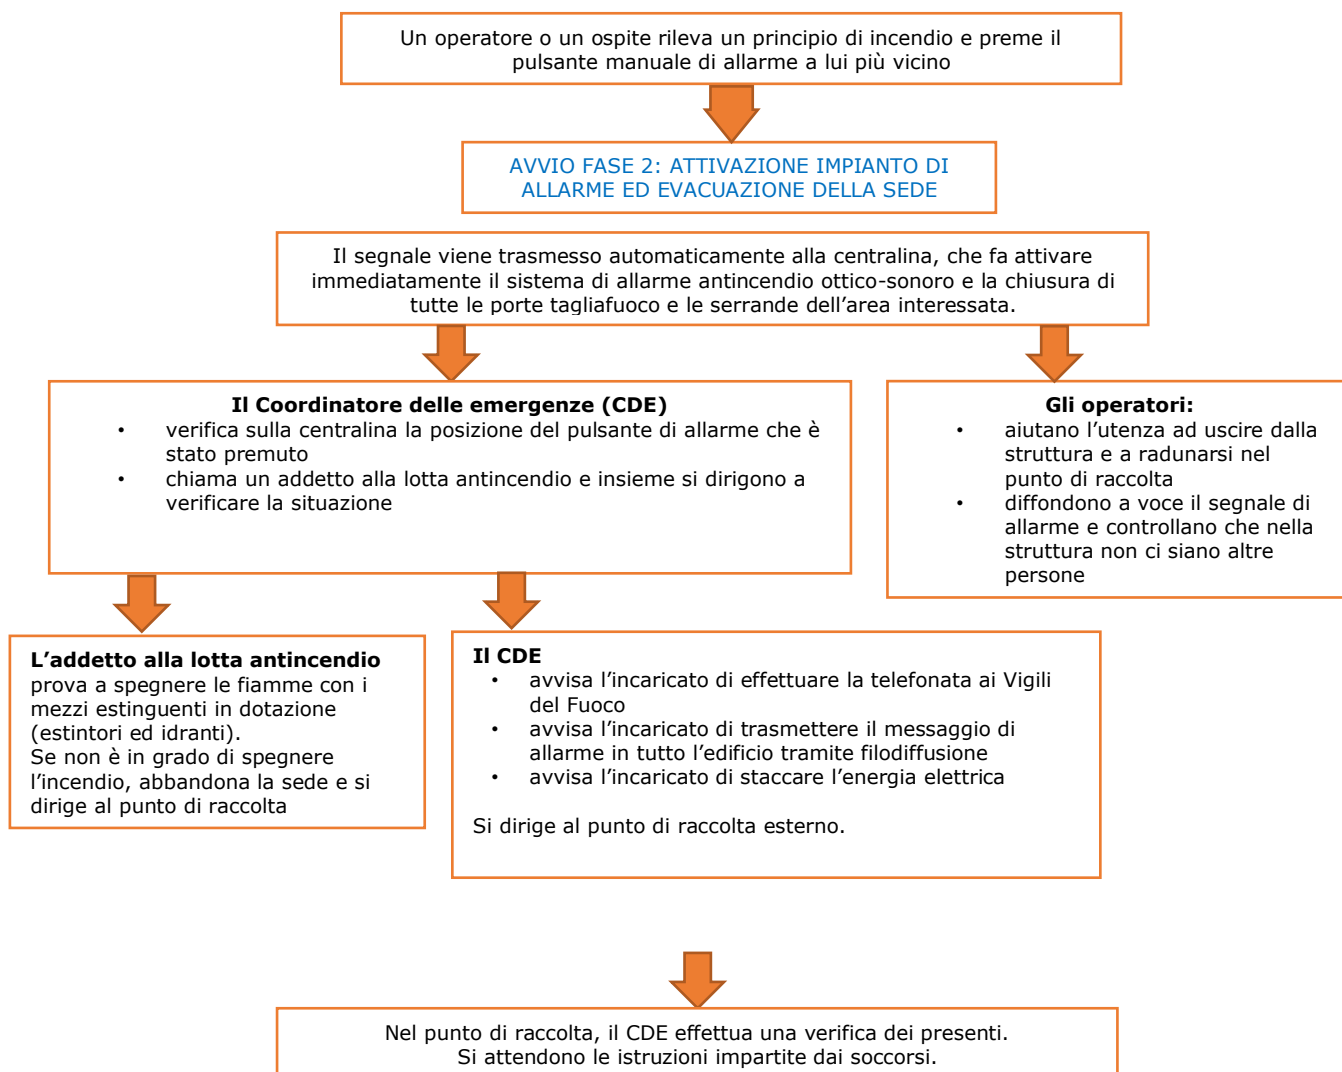 Un operatore o un ospite rileva un principio di incendio e preme il
pulsante manuale di allarme a lui più vicino
AVVIO FASE 2: ATTIVAZIONE IMPIANTO DI
ALLARME ED EVACUAZIONE DELLA SEDE
Il segnale viene trasmesso automaticamente alla centralina, che fa attivare
immediatamente il sistema di allarme antincendio ottico-sonoro e la chiusura di
tutte le porte tagliafuoco e le serrande dell’area interessata.
Il Coordinatore delle emergenze (CDE)
• verifica sulla centralina la posizione del pulsante di allarme che è
stato premuto
• chiama un addetto alla lotta antincendio e insieme si dirigono a
verificare la situazione
Gli operatori:
• aiutano l’utenza ad uscire dalla
struttura e a radunarsi nel
punto di raccolta
• diffondono a voce il segnale di
allarme e controllano che nella
struttura non ci siano altre
persone
L’addetto alla lotta antincendio
prova a spegnere le fiamme con i
mezzi estinguenti in dotazione
(estintori ed idranti).
Se non è in grado di spegnere
l’incendio, abbandona la sede e si
dirige al punto di raccolta
Il CDE
• avvisa l’incaricato di effettuare la telefonata ai Vigili
del Fuoco
• avvisa l’incaricato di trasmettere il messaggio di
allarme in tutto l’edificio tramite filodiffusione
• avvisa l’incaricato di staccare l’energia elettrica
Si dirige al punto di raccolta esterno.
Nel punto di raccolta, il CDE effettua una verifica dei presenti.
Si attendono le istruzioni impartite dai soccorsi.